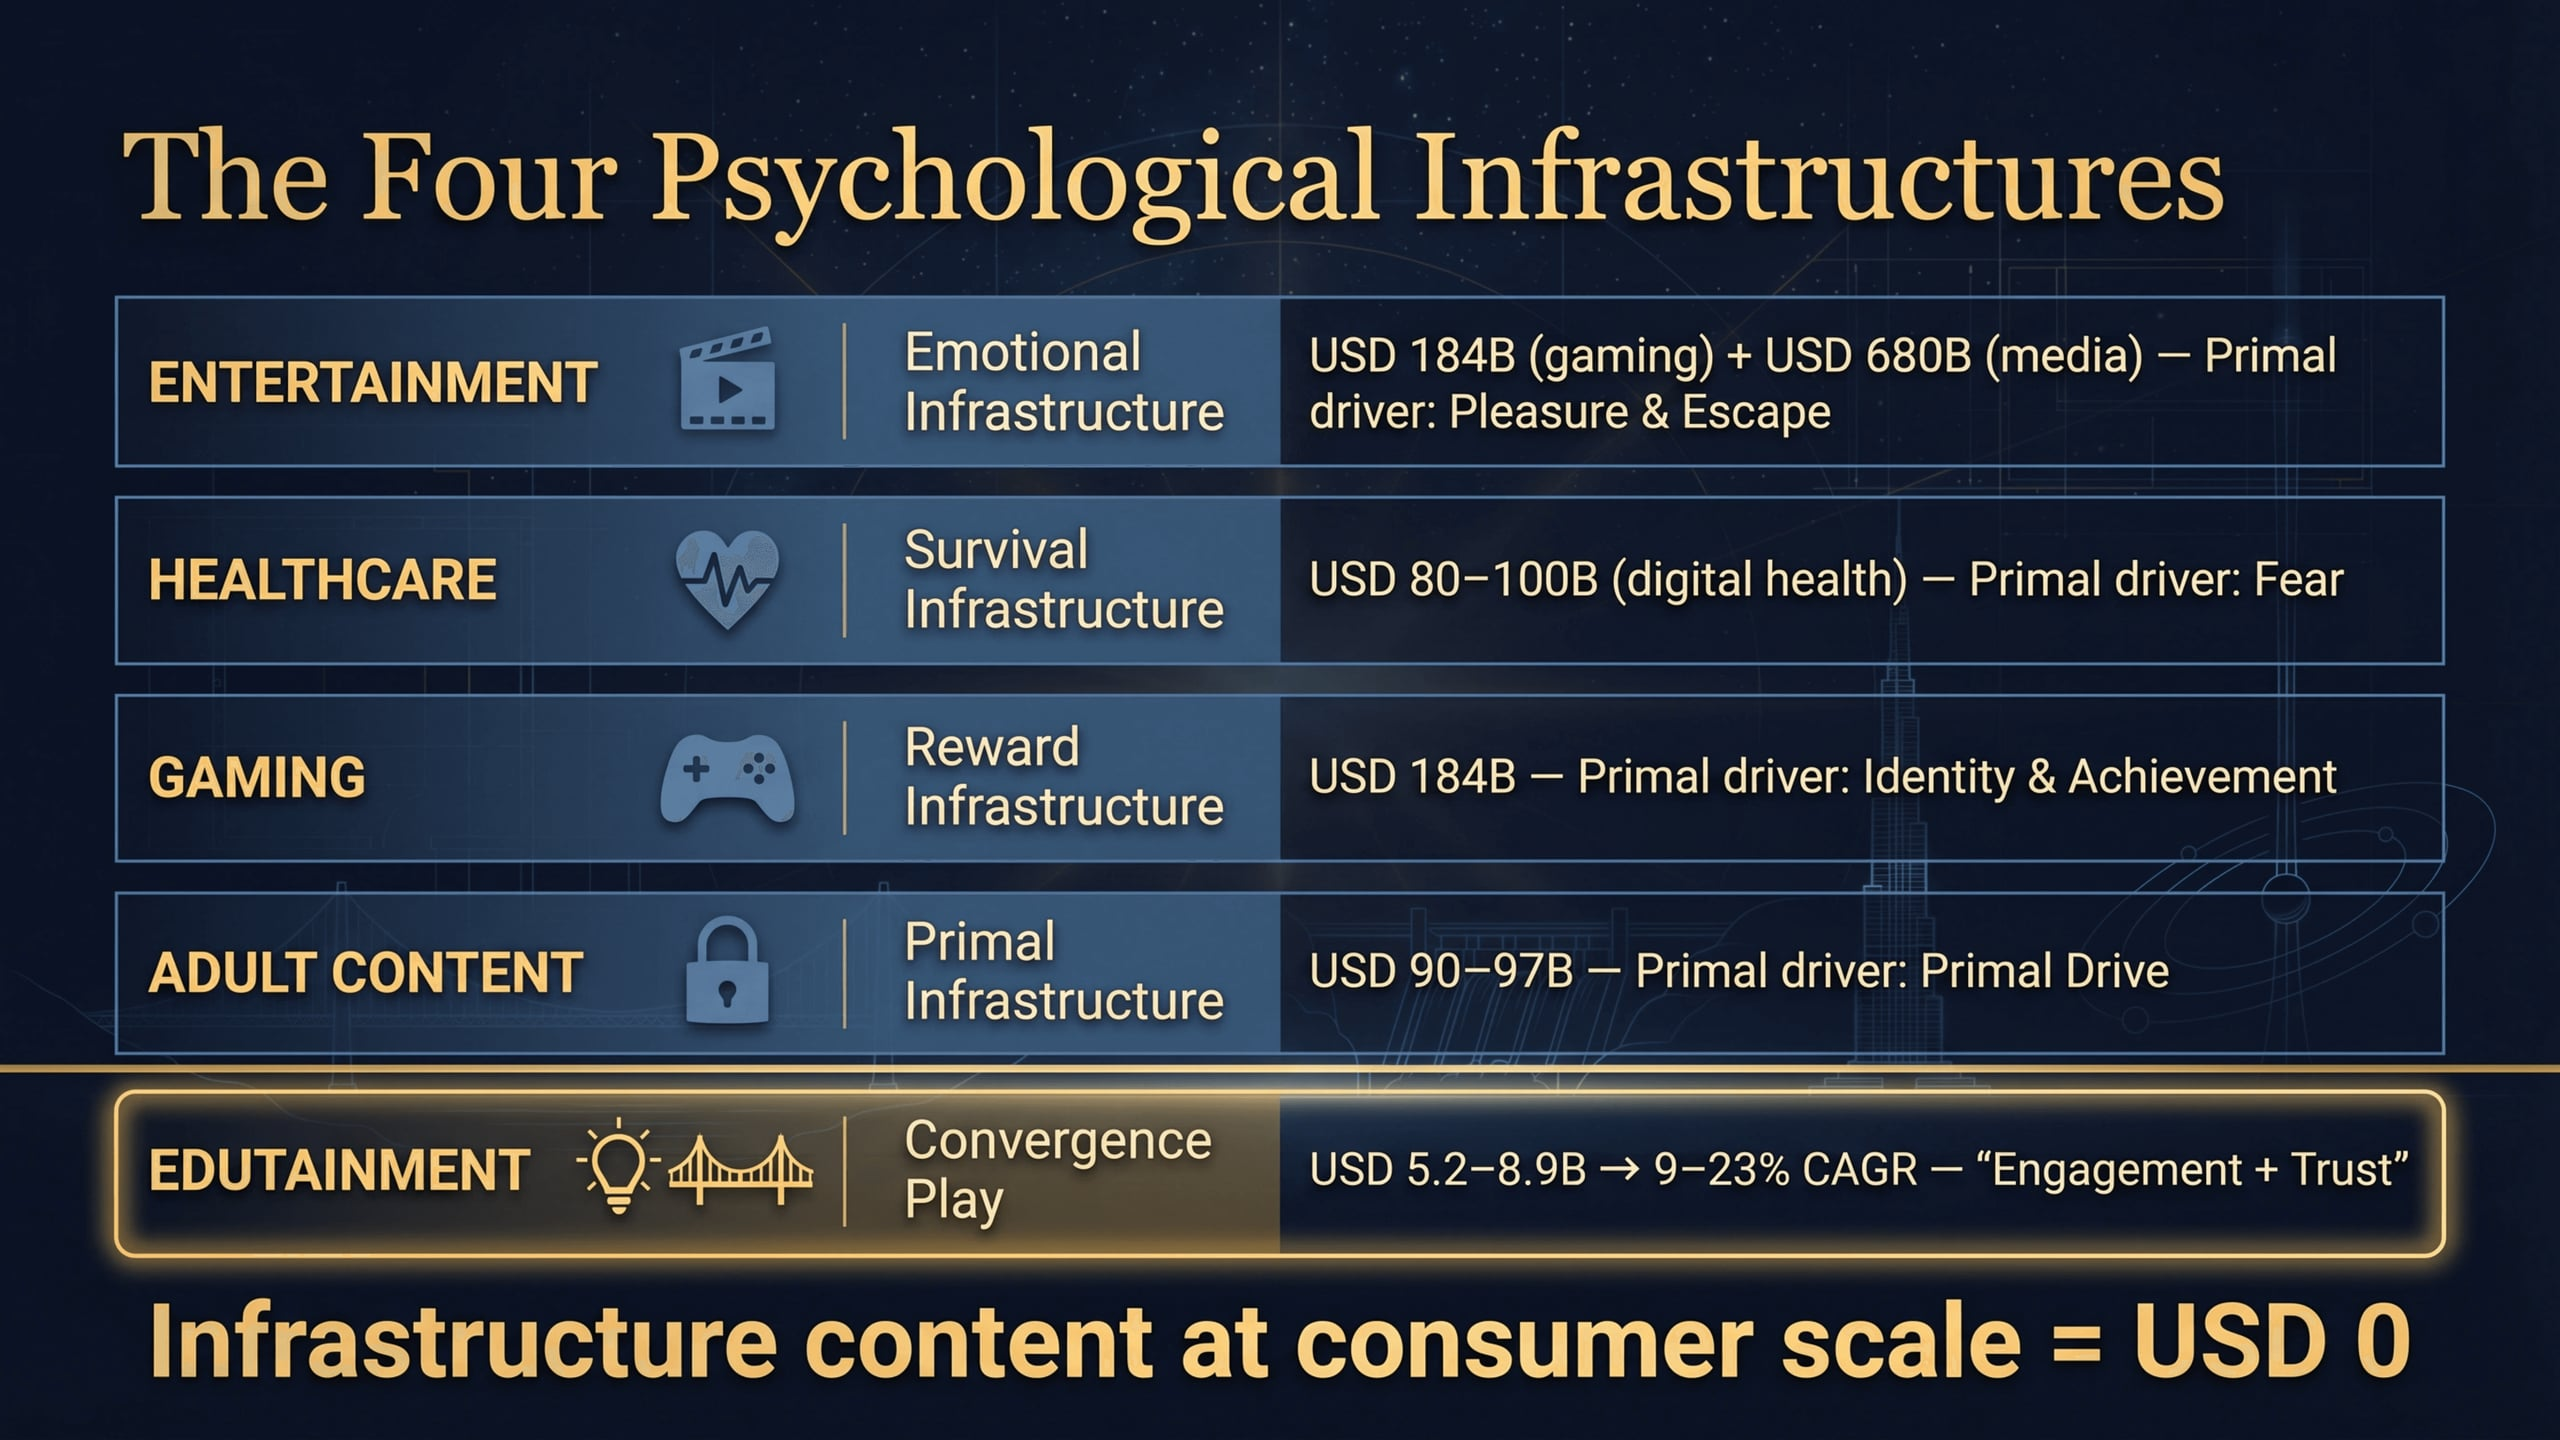 The Four Psychological Infrastructures
ENTERTAINMENT
Emotional
Infrastructure
USD 184B (gaming) + USD 680B (media) — Primal
driver: Pleasure & Escape
HEALTHCARE
Survival
Infrastructure
USD 80–100B (digital health) — Primal driver: Fear
GAMING
Reward
Infrastructure
USD 184B — Primal driver: Identity & Achievement
ADULT CONTENT
Primal
Infrastructure
USD 90–97B — Primal driver: Primal Drive
EDUTAINMENT
Convergence
Play
USD 5.2–8.9B → 9–23% CAGR — “Engagement + Trust”
Infrastructure content at consumer scale = USD 0